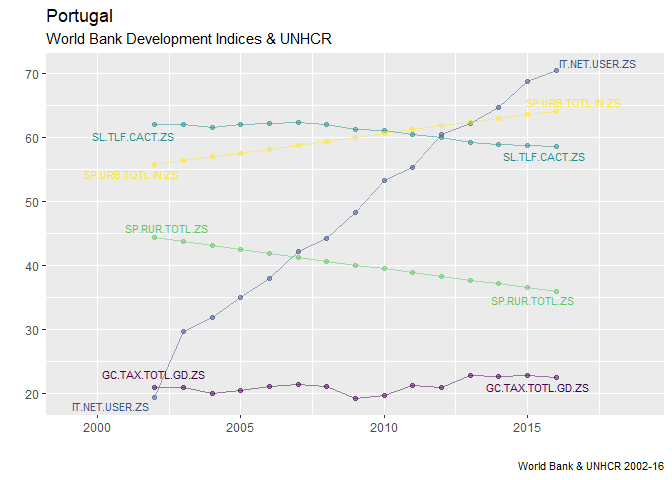 Portugal
World Bank Development Indices & UNHCR
70
60
50
40
30
20
IT.NET.USER.ZS
SP.URB.TOTL.IN.ZS
SL.TLF.CACT.ZS
SL.TLF.CACT.ZS
SP.URB.TOTL.IN.ZS
SP.RUR.TOTL.ZS
SP.RUR.TOTL.ZS
GC.TAX.TOTL.GD.ZS
GC.TAX.TOTL.GD.ZS
IT.NET.USER.ZS
2000 2005 2010 2015
World Bank & UNHCR 2002-16